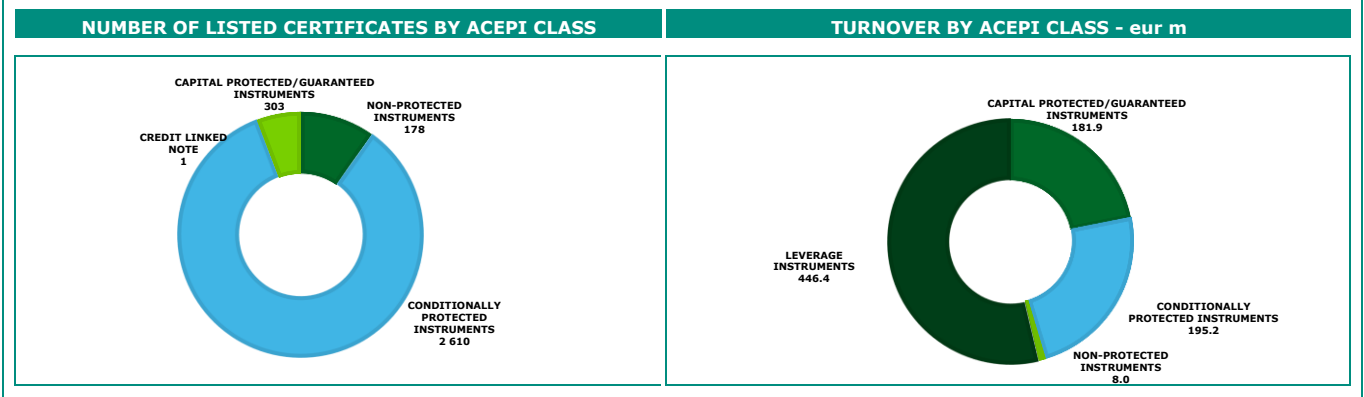 NUMBER OF LISTED CERTIFICATES BY ACEPI CLASS
CAPITAL PROTECTED/GUARANTEED
INSTRUMENTS
303
NON-PROTECTED
INSTRUMENTS
178
CREDIT LINKED
NOTE
1
CONDITIONALLY
PROTECTED
INSTRUMENTS
2 610
TURNOVER BY ACEPI CLASS - eur m
CAPITAL PROTECTED/GUARANTEED
INSTRUMENTS
181.9
LEVERAGE
INSTRUMENTS
446.4
CONDITIONALLY
PROTECTED INSTRUMENTS
195.2
NON-PROTECTED
INSTRUMENTS
8.0